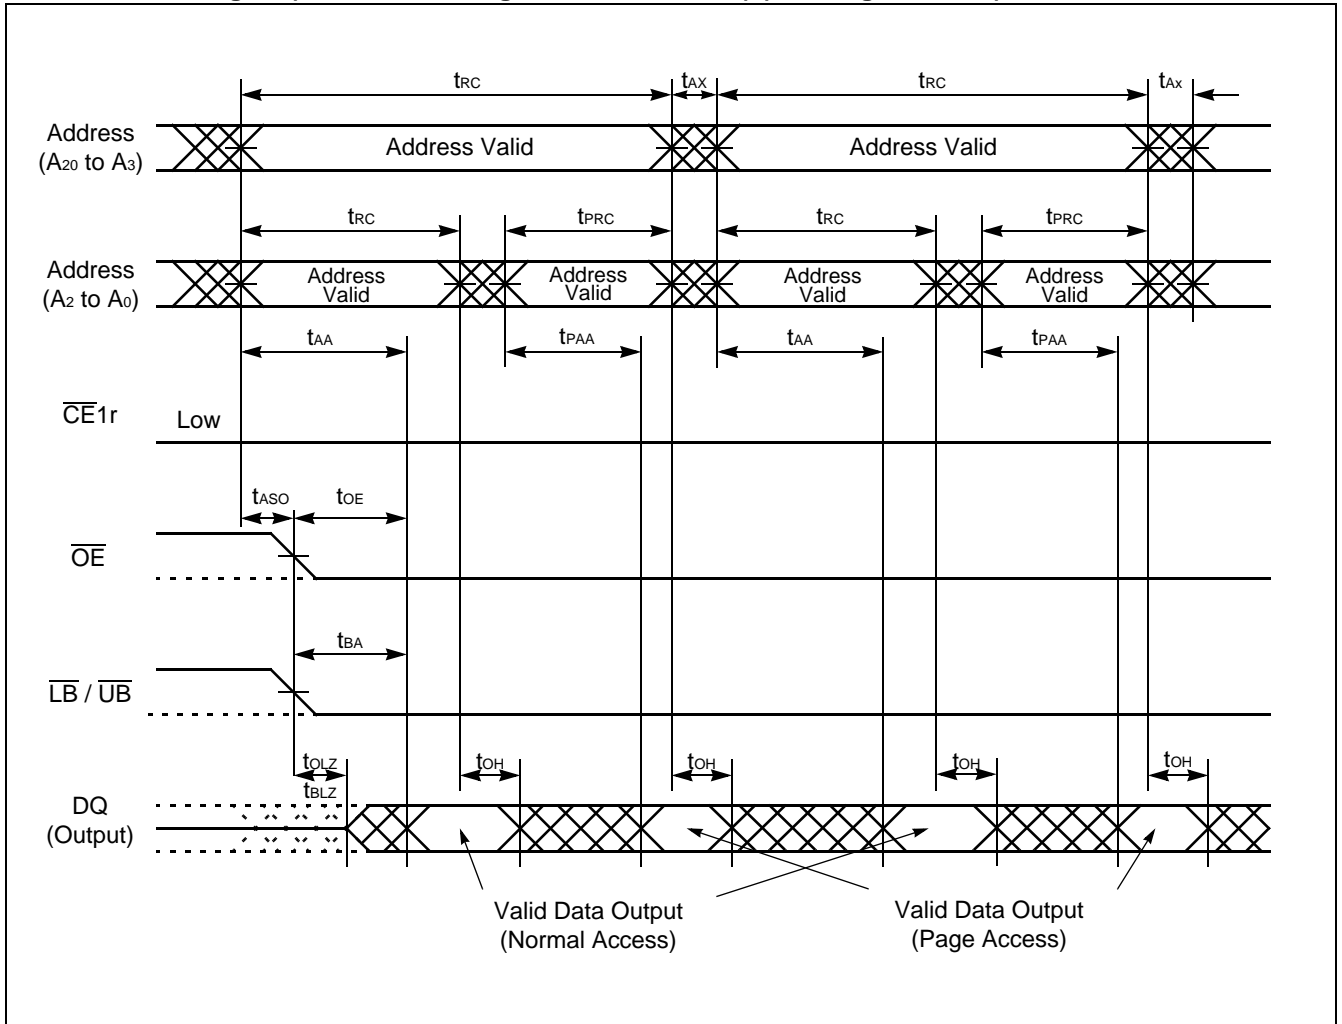 tRC tAX tRC tAx
Address
(A20 to A3)
Address Valid Address Valid
tRC tPRC tRC tPRC
Address
(A2 to A0)
Address
Valid
Address
Valid
Address
Valid
Address
Valid
tAA tPAA tAA tPAA
CE1r Low
tASO tOE
OE
tBA
LB / UB
tOLZ
tBLZ
tOH tOH tOH tOH
DQ
(Output)
Valid Data Output
(Normal Access)
Valid Data Output
(Page Access)